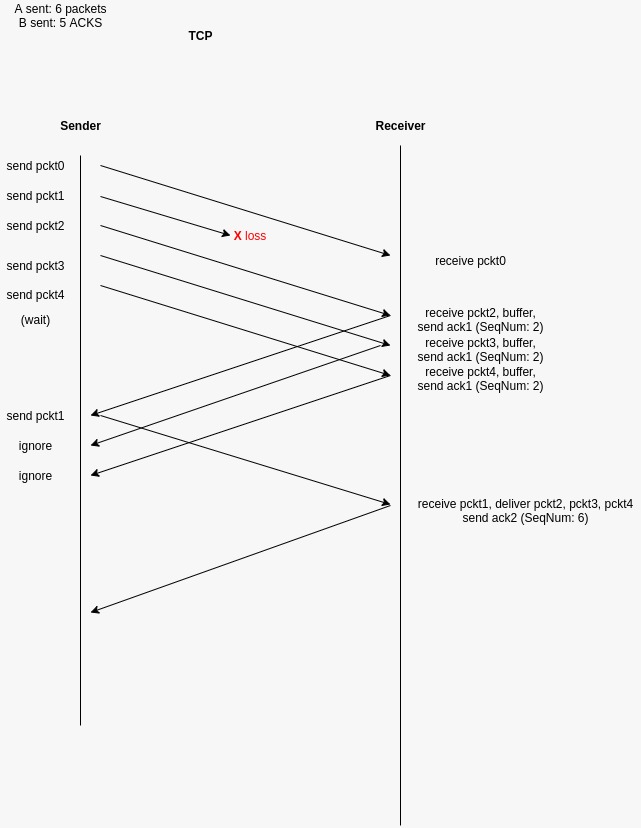 A sent: 6 packets
B sent: 5 ACKS
TCP
Sender
Receiver
send pckt0
send pckt1
send pckt2
X loss
receive pckt0
send pckt3
send pckt4
(wait)
receive pckt2, buffer,
send ack1 (SeqNum: 2)
receive pckt3, buffer,
send ack1 (SeqNum: 2)
receive pckt4, buffer,
send ack1 (SeqNum: 2)
send pckt1
ignore
ignore
receive pckt1, deliver pckt2, pckt3, pckt4
send ack2 (SeqNum: 6)